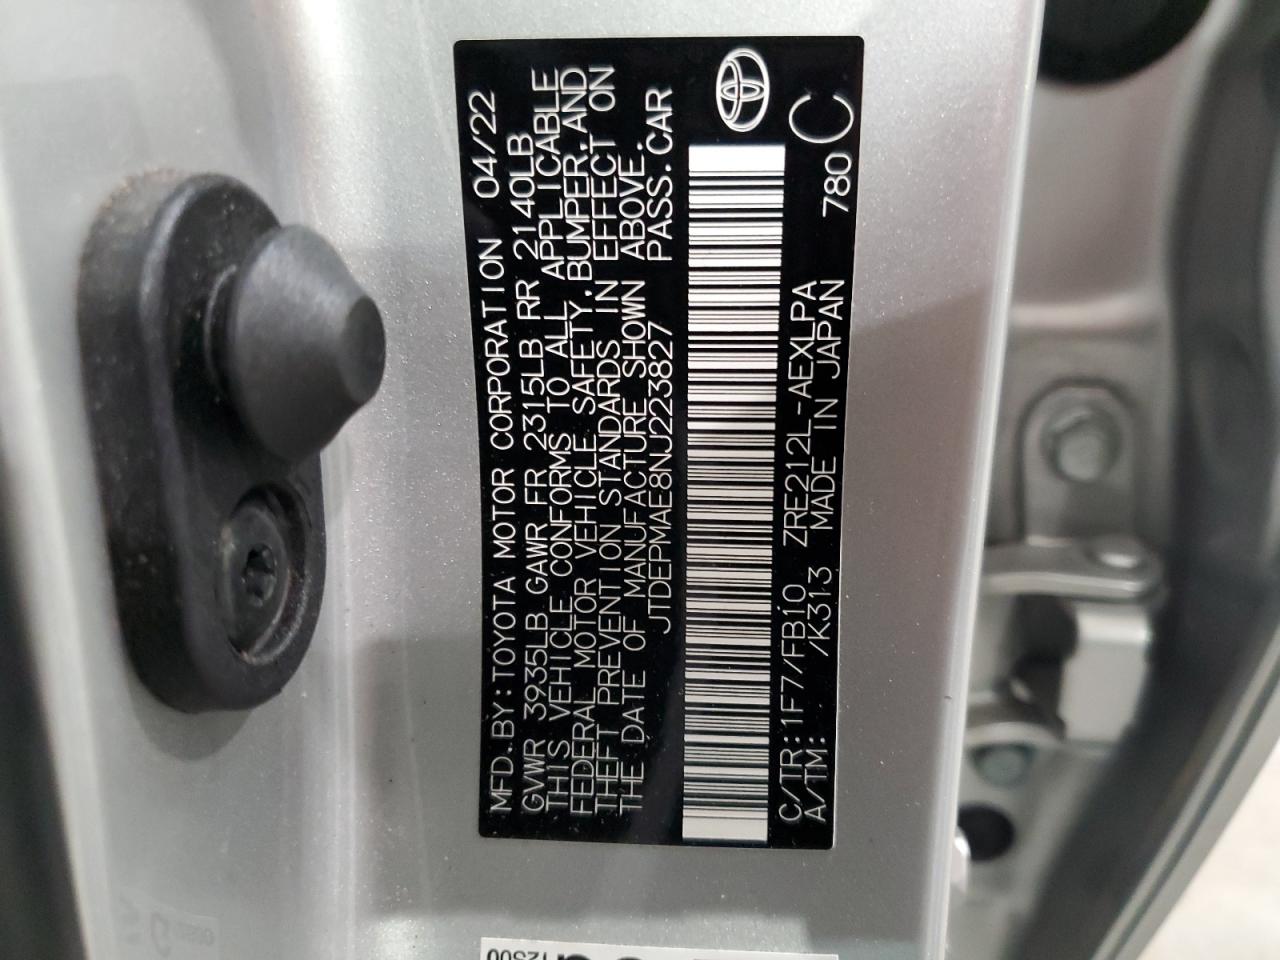 MFD.BY:TOYOTA MOTOR CORPORATION 04/22
GVWR 3935LB GAWR FR 2315LB RR 2140LB
THIS VEHICLE CONFORMS TO ALL APPLICABLE
FEDERAL MOTOR VEHICLE SAFETY,BUMPER,AND
THEFT PREVENTION STANDARDS IN EFFECT ON
THE DATE OF MANUFACTURE SHOWN ABOVE.
JTDEPMAE8NJ223827 PASS.CAR
C/TR:1F7/FB10 ZRE212L-AEXLPA 780 C
A/TM: /K313 MADE IN JAPAN